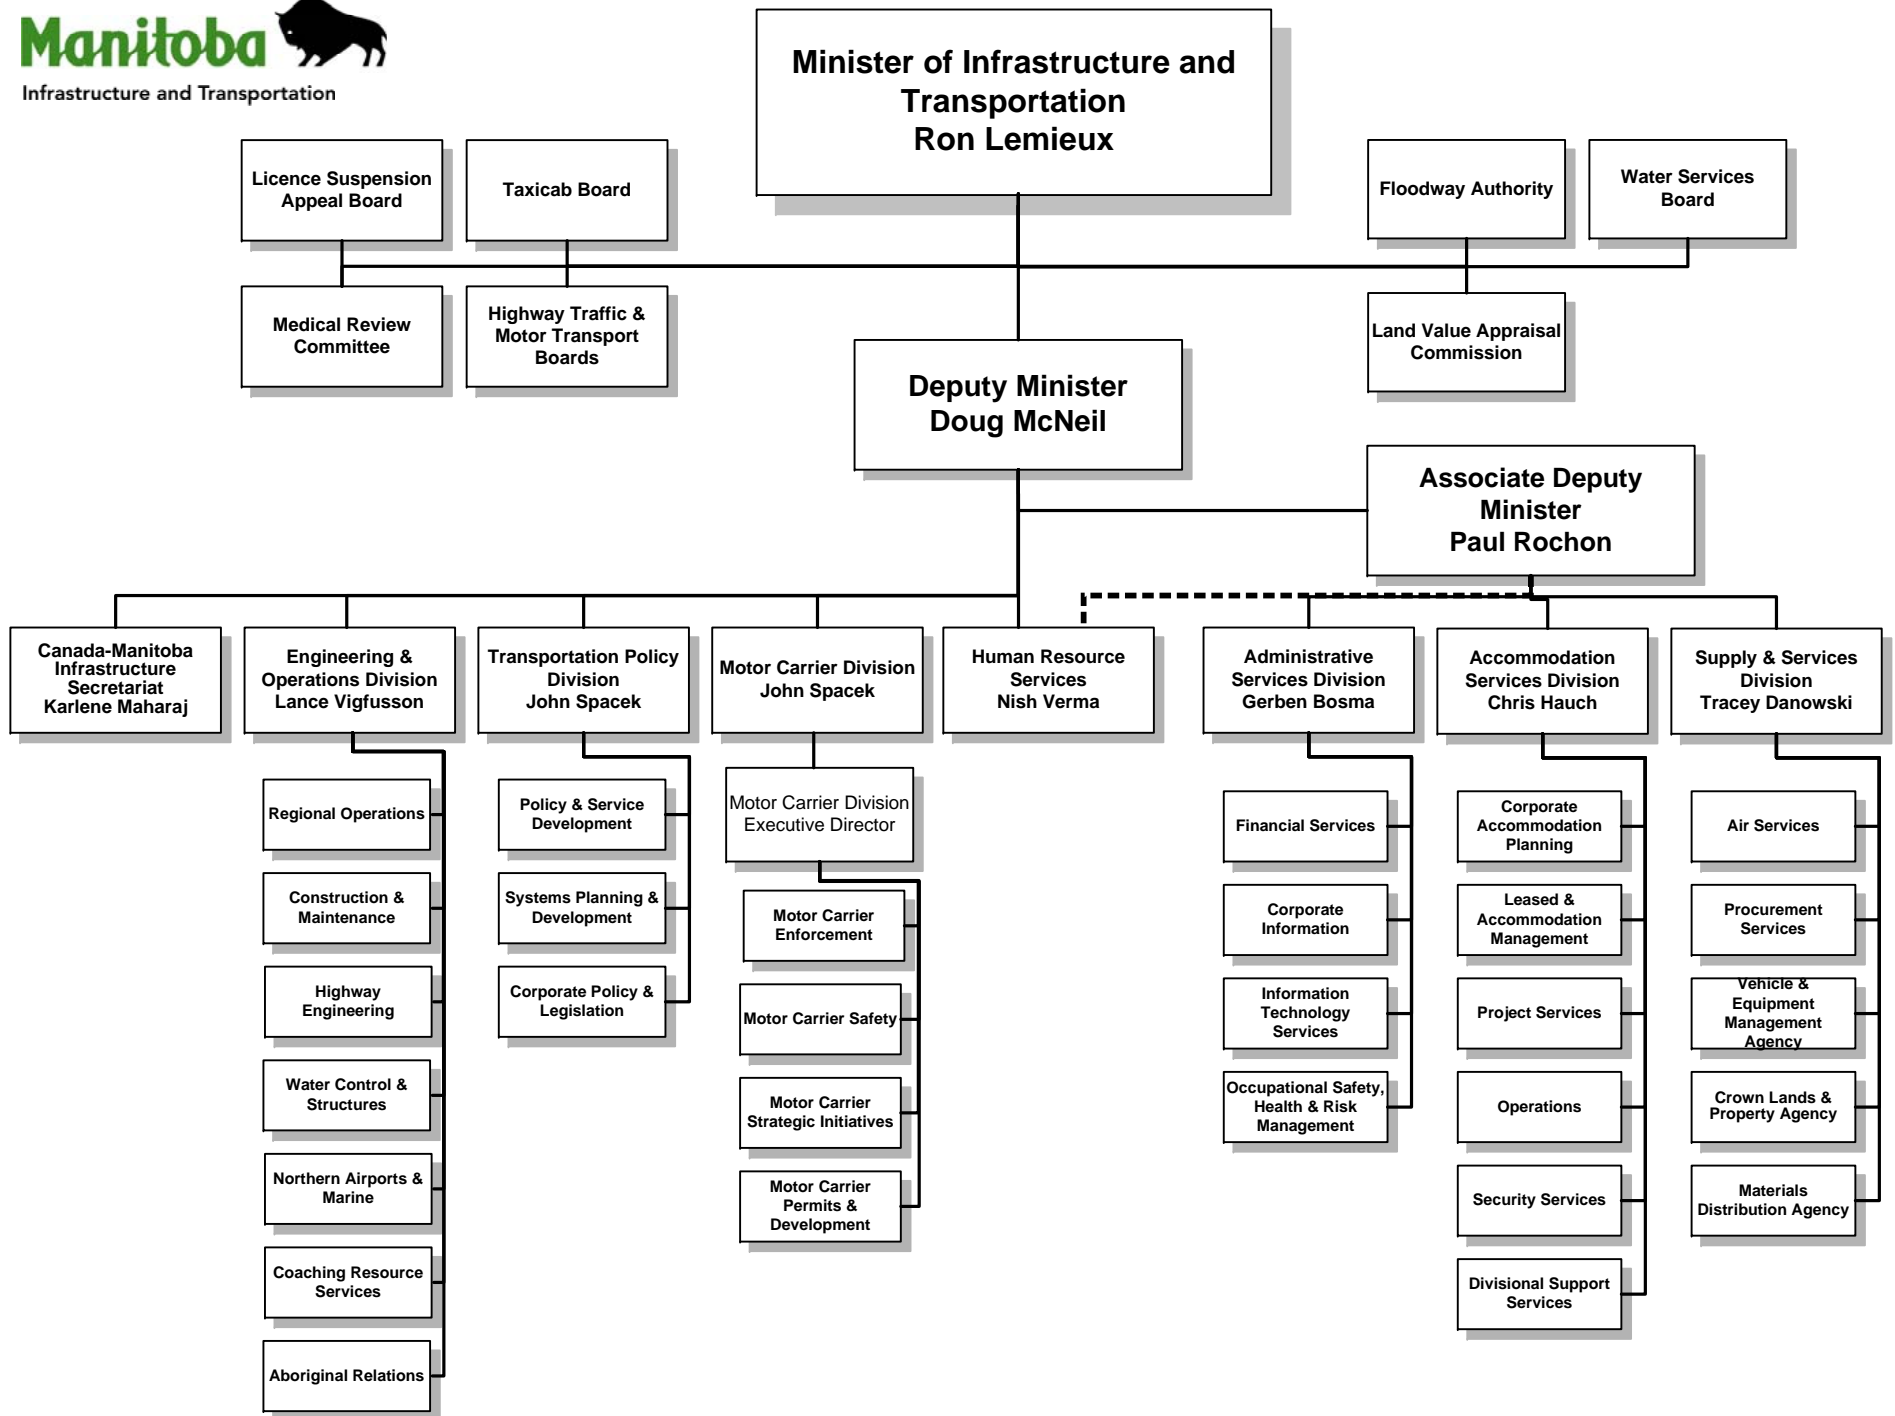 Manitoba
Infrastructure and Transportation
Minister of Infrastructure and
Transportation
Ron Lemieux
Licence Suspension
Appeal Board
Taxicab Board
Floodway Authority
Water Services
Board
Medical Review
Committee
Highway Traffic &
Motor Transport
Boards
Land Value Appraisal
Commission
Deputy Minister
Doug McNeil
Associate Deputy
Minister
Paul Rochon
Canada-Manitoba
Infrastructure
Secretariat
Karlene Maharaj
Engineering &
Operations Division
Lance Vigfusson
Transportation Policy
Division
John Spacek
Motor Carrier Division
John Spacek
Human Resource
Services
Nish Verma
Administrative
Services Division
Gerben Bosma
Accommodation
Services Division
Chris Hauch
Supply & Services
Division
Tracey Danowski
Regional Operations
Construction &
Maintenance
Highway
Engineering
Water Control &
Structures
Northern Airports &
Marine
Coaching Resource
Services
Aboriginal Relations
Policy & Service
Development
Systems Planning &
Development
Corporate Policy &
Legislation
Motor Carrier Division
Executive Director
Motor Carrier
Enforcement
Motor Carrier Safety
Motor Carrier
Strategic Initiatives
Motor Carrier
Permits &
Development
Financial Services
Corporate
Information
Information
Technology
Services
Occupational Safety,
Health & Risk
Management
Corporate
Accommodation
Planning
Leased &
Accommodation
Management
Project Services
Operations
Security Services
Divisional Support
Services
Air Services
Procurement
Services
Vehicle &
Equipment
Management
Agency
Crown Lands &
Property Agency
Materials
Distribution Agency